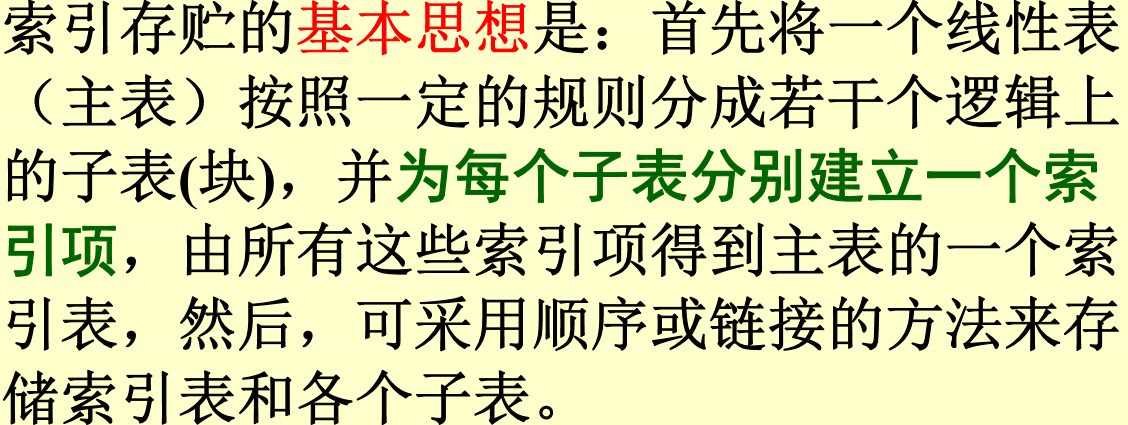 索引存贮的基本思想是：首先将一个线性表
（主表）按照一定的规则分成若干个逻辑上
的子表(块)，并为每个子表分别建立一个索
引项，由所有这些索引项得到主表的一个索
引表，然后，可采用顺序或链接的方法来存
储索引表和各个子表。